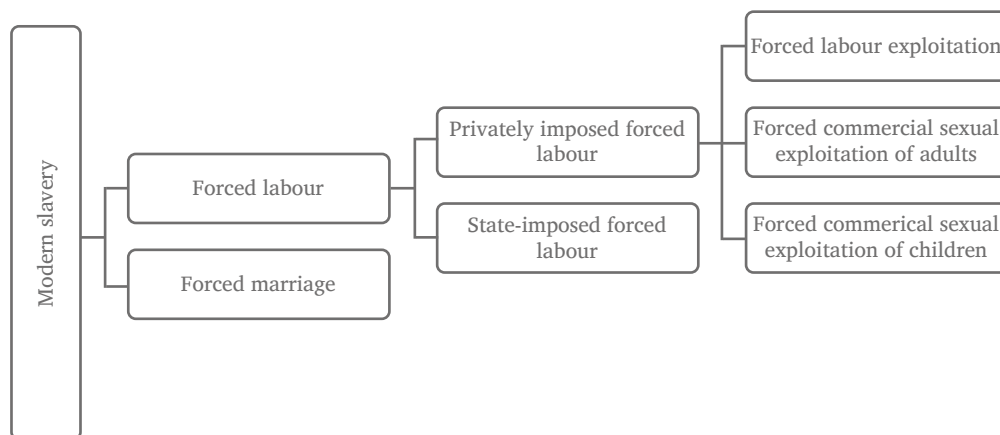 Modern slavery
Forced labour
Forced marriage
Privately imposed forced
labour
State-imposed forced
labour
Forced labour exploitation
Forced commercial sexual
exploitation of adults
Forced commerical sexual
exploitation of children